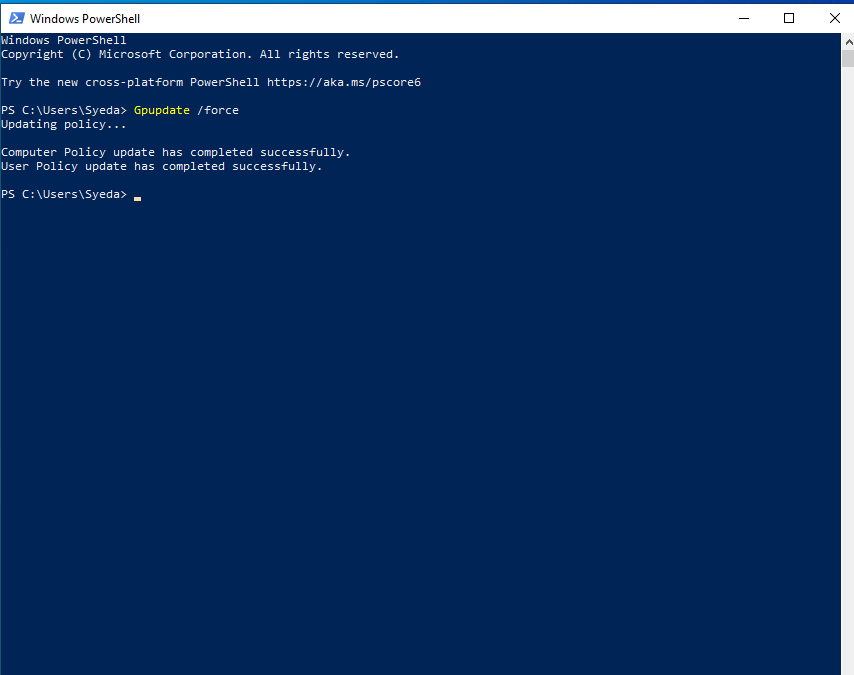 Windows PowerShell
Windows PowerShell
Copyright (C) Microsoft Corporation. All rights reserved.
Try the new cross-platform PowerShell https://aka.ms/pscore6
PS C:\Users\Syeda> Gpupdate /force
Updating policy...
Computer Policy update has completed successfully.
User Policy update has completed successfully.
PS C:\Users\Syeda>